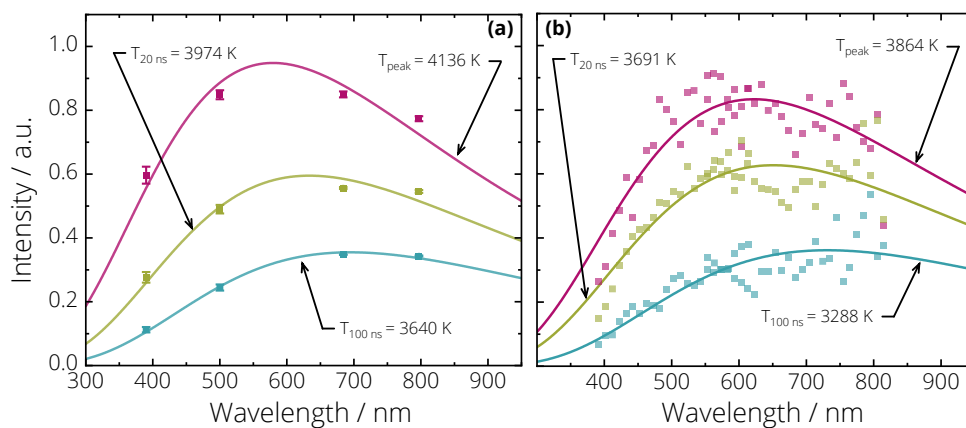 (a)
(b)
T20 ns = 3974 K
Tpeak = 4136 K
T100 ns = 3640 K
T20 ns = 3691 K
Tpeak = 3864 K
T100 ns = 3288 K
Intensity / a.u.
1.0
0.8
0.6
0.4
0.2
0.0
300 400 500 600 700 800 900
400 500 600 700 800 900
Wavelength / nm
Wavelength / nm